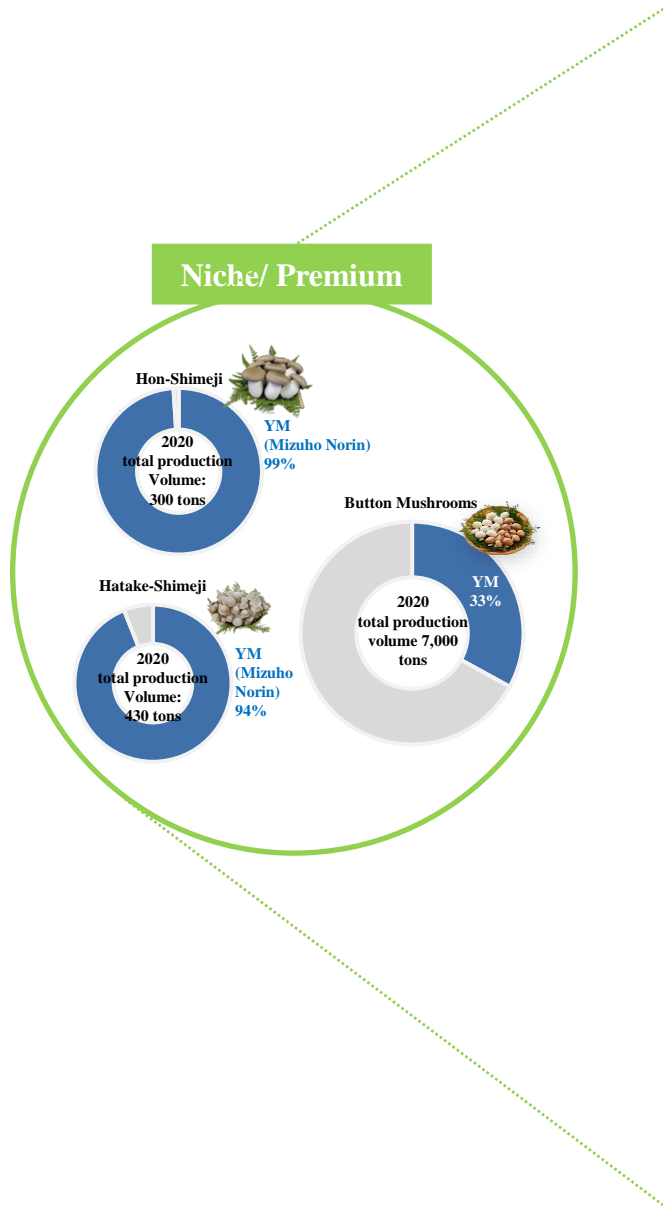 Niche/ Premium
Hon-Shimeji
YM
(Mizuho Norin)
99%
2020
total production
Volume:
300 tons
Button Mushrooms
YM
33%
2020
total production
volume 7,000
tons
Hatake-Shimeji
YM
(Mizuho
Norin)
94%
2020
total production
Volume:
430 tons